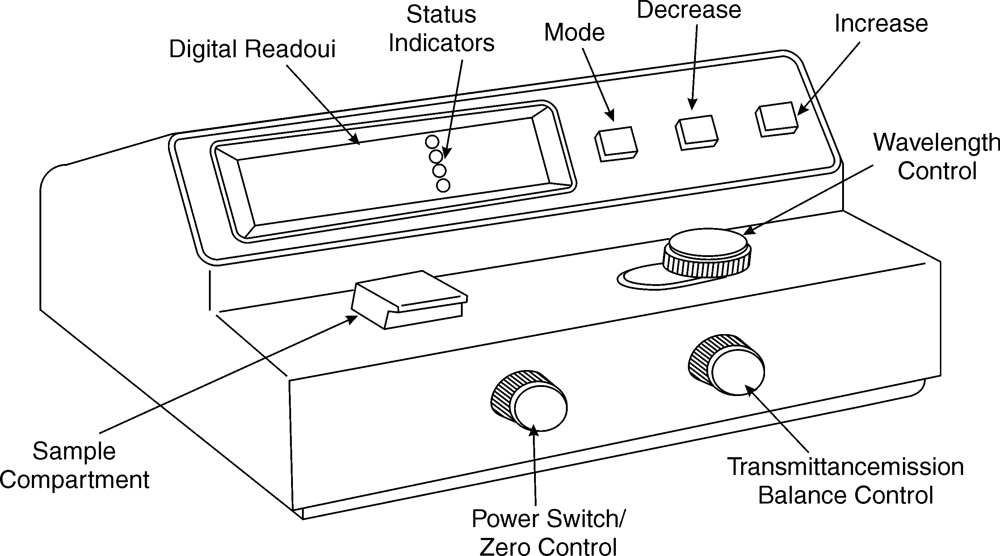 Status
Indicators
Digital Readoui
Mode
Decrease
Increase
Wavelength
Control
Sample
Compartment
Power Switch/
Zero Control
Transmittancemission
Balance Control